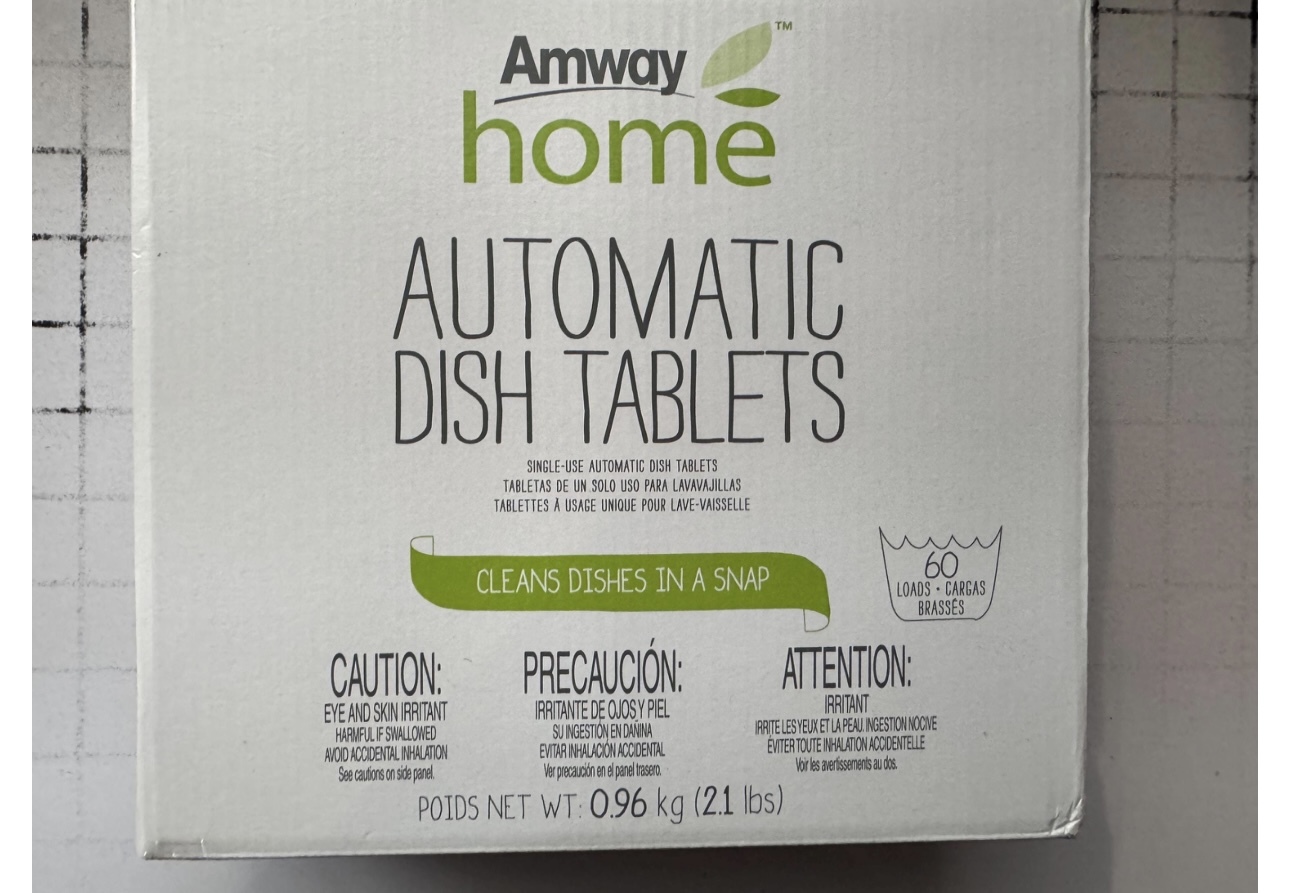 Amway ™
home
AUTOMATIC
DISH TABLETS
SINGLE-USE AUTOMATIC DISH TABLETS
TABLETAS DE UN SOLO USO PARA LAVAVAJILLAS
TABLETTES À USAGE UNIQUE POUR LAVE-VAISSELLE
CLEANS DISHES IN A SNAP
60
LOADS • CARGAS
BRASSÉS
CAUTION:
EYE AND SKIN IRRITANT
HARMFUL IF SWALLOWED
AVOID ACCIDENTAL INHALATION
See cautions on side panel.
PRECAUCIÓN:
IRRITANTE DE OJOS Y PIEL
SU INGESTIÓN EN DAÑINA
EVITAR INHALACIÓN ACCIDENTAL
Ver precaución en el panel trasero.
ATTENTION:
IRRITANT
IRRITE LES YEUX ET LA PEAU. INGESTION NOCIVE
ÉVITER TOUTE INHALATION ACCIDENTELLE
Voir les avertissements au dos.
POIDS NET WT: 0.96 kg (2.1 lbs)